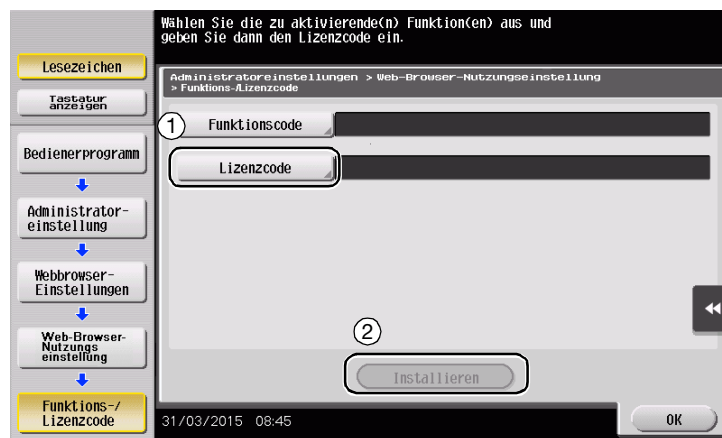 Wählen Sie die zu aktivierende(n) Funktion(en) aus und
geben Sie dann den Lizenzcode ein.
Lesezeichen
Tastatur
anzeigen
Bedienerprogramm
Administrator-
einstellung
Webbrowser-
Einstellungen
Web-Browser-
Nutzungs
einstellung
Funktions-/
Lizenzcode
Administratoreinstellungen > Web-Browser-Nutzungseinstellung
> Funktions-/Lizenzcode
1 Funktionscode
Lizenzcode
2
Installieren
31/03/2015 08:45
OK